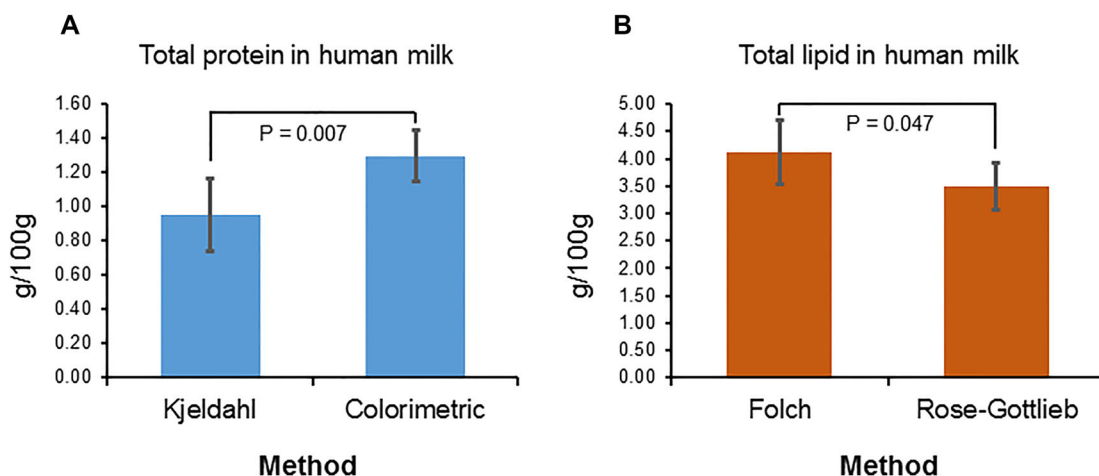 A
Total protein in human milk
1.60
1.40
1.20
1.00
0.80
0.60
0.40
0.20
0.00
g/100g
P = 0.007
Kjeldahl
Colorimetric
Method
B
Total lipid in human milk
5.00
4.50
4.00
3.50
3.00
2.50
2.00
1.50
1.00
0.50
0.00
g/100g
P = 0.047
Folch
Rose-Gottlieb
Method